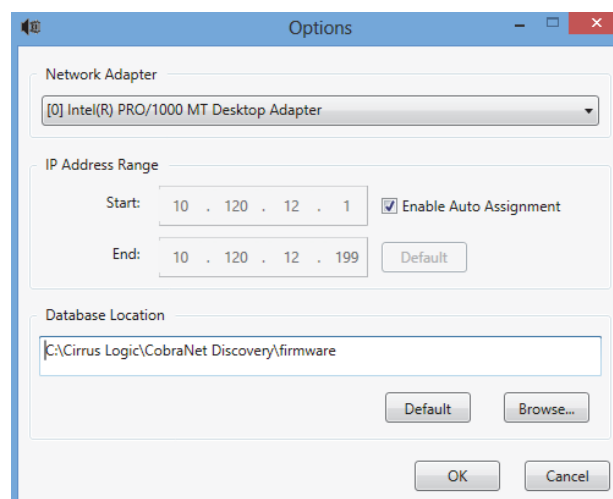 Options
Network Adapter
[0] Intel(R) PRO/1000 MT Desktop Adapter
IP Address Range
Start: 10 . 120 . 12 . 1 Enable Auto Assignment
End: 10 . 120 . 12 . 199 Default
Database Location
C:\Cirrus Logic\CobraNet Discovery\firmware
Default Browse...
OK Cancel